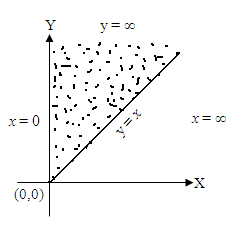 y = ∞
Y
x = 0
y = x
x = ∞
X
(0,0)